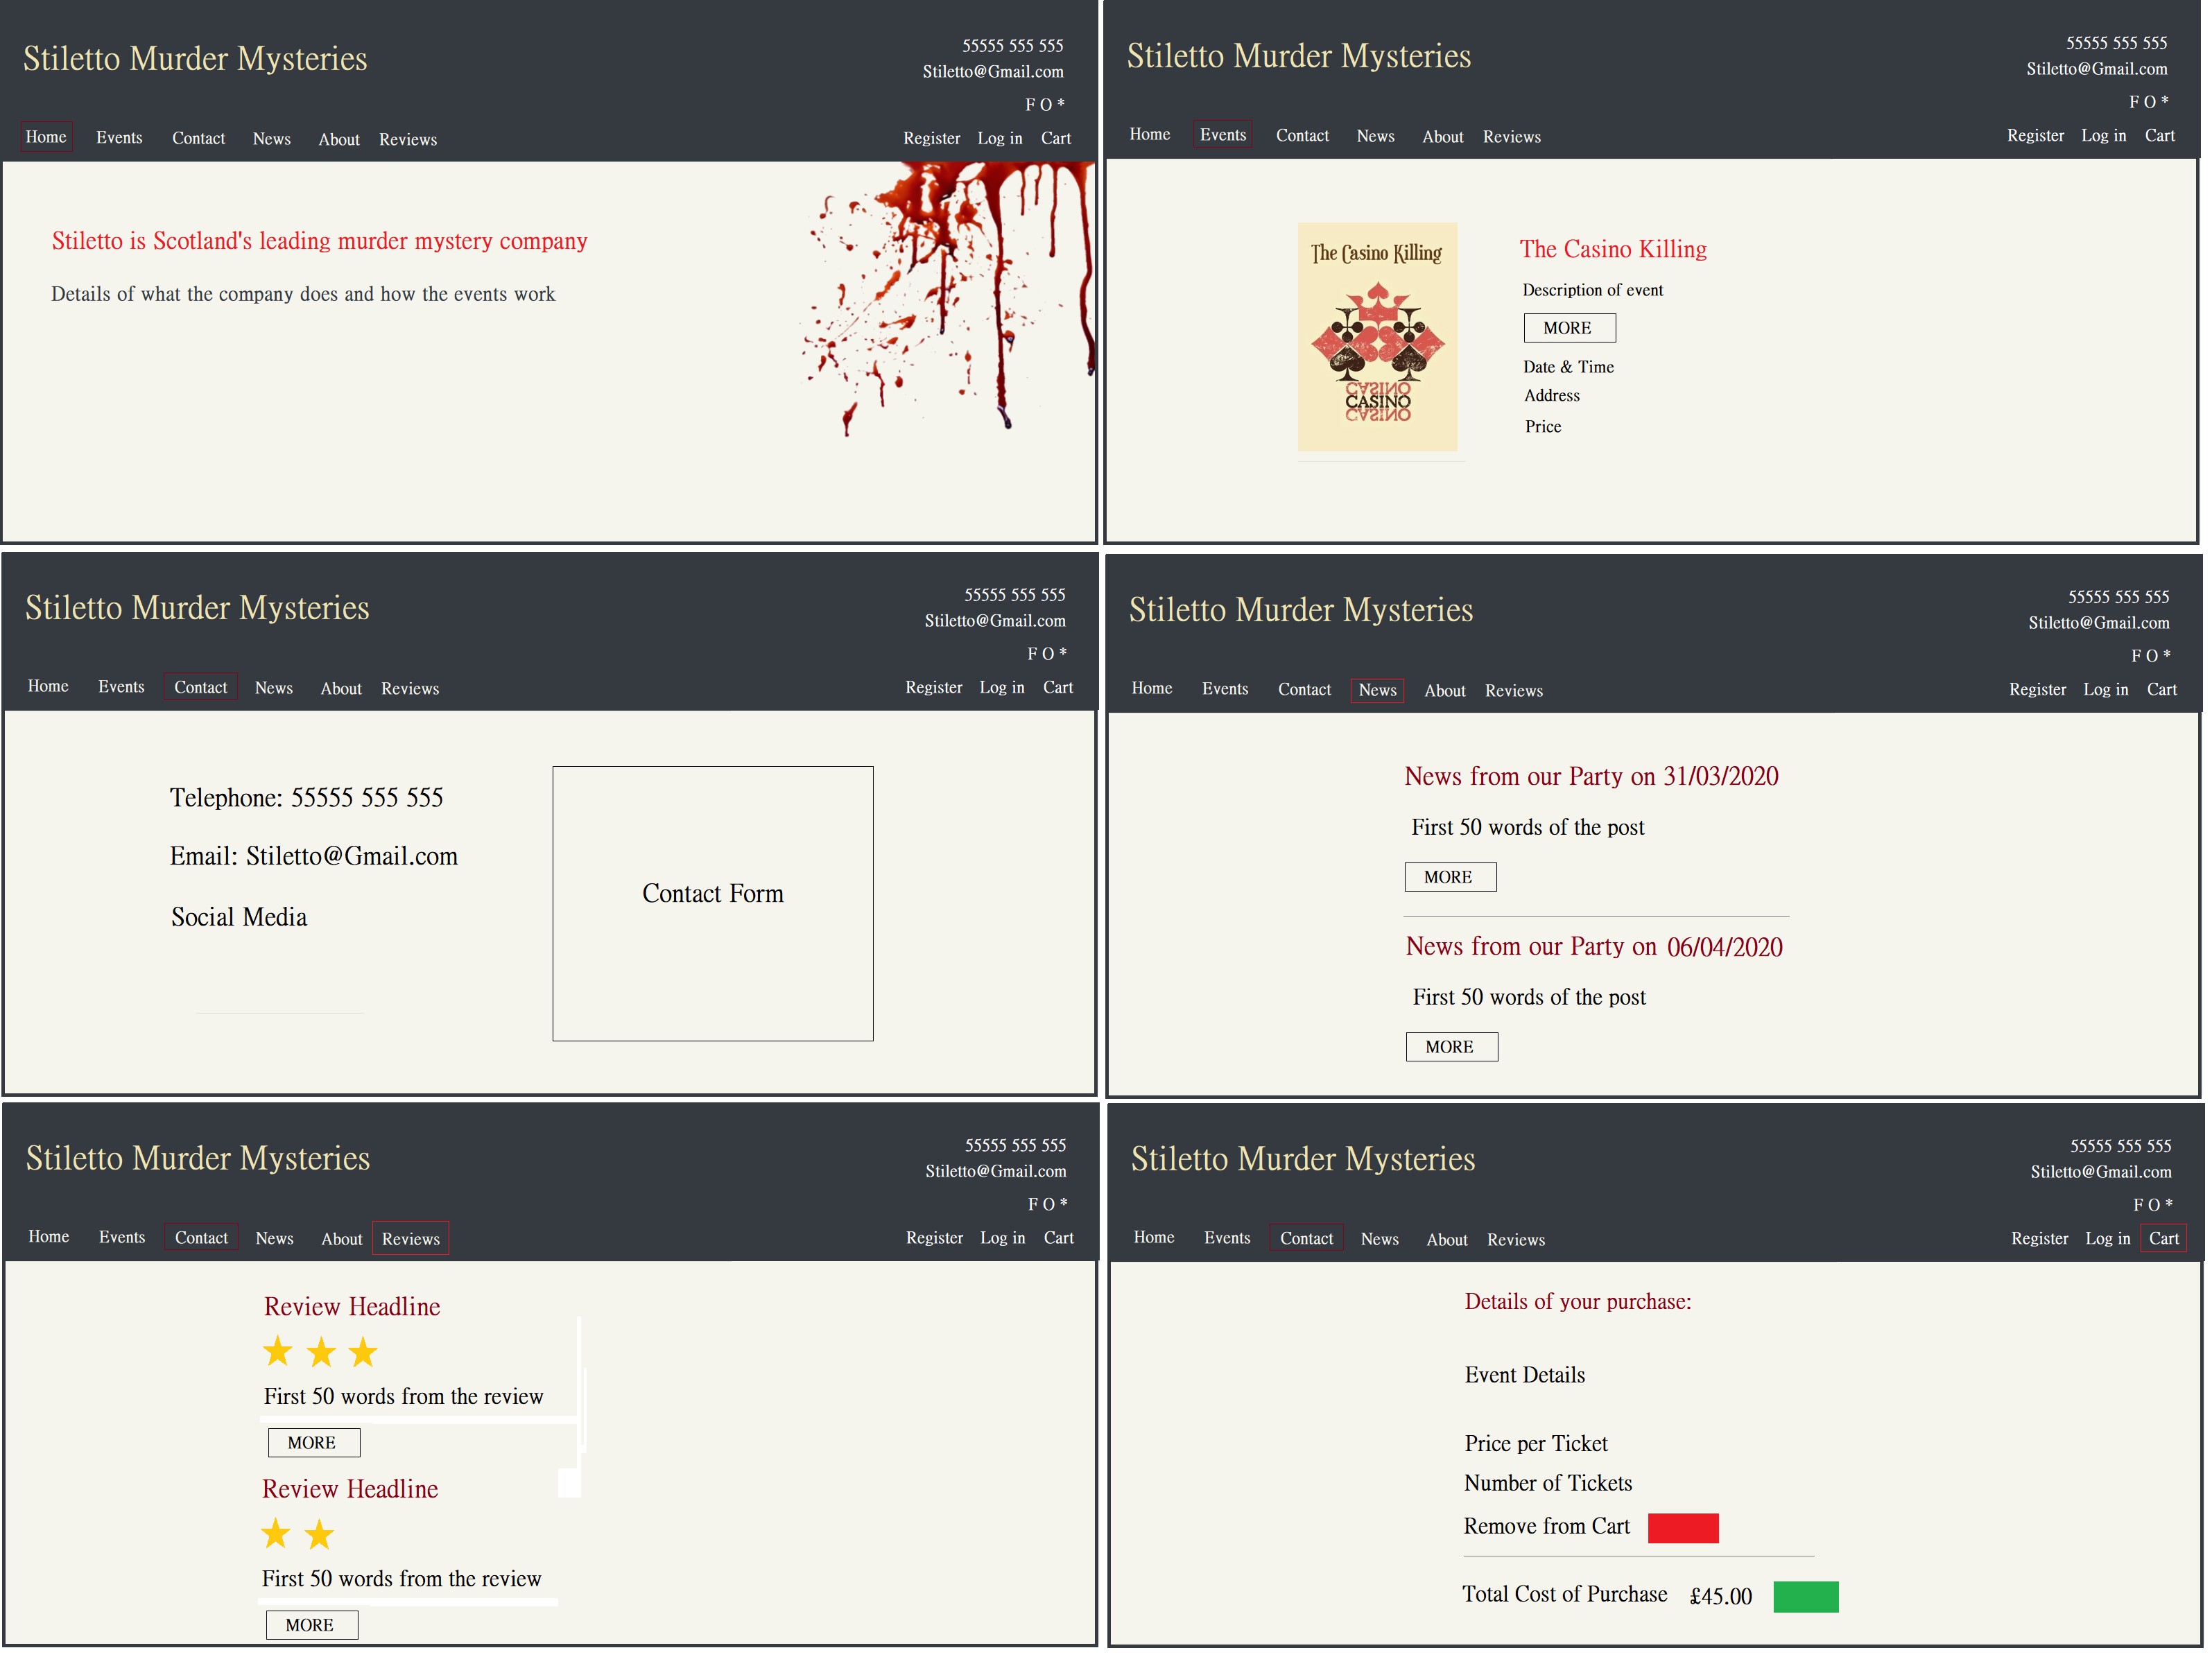 Stiletto Murder Mysteries
55555 555 555
Stiletto@Gmail.com
F O *
Home Events Contact News About Reviews Register Log in Cart
Stiletto is Scotland's leading murder mystery company
Details of what the company does and how the events work
Stiletto Murder Mysteries
55555 555 555
Stiletto@Gmail.com
F O *
Home Events Contact News About Reviews Register Log in Cart
The Casino Killing
CASINO
CASINO
CASINO
The Casino Killing
Description of event
MORE
Date & Time
Address
Price
Stiletto Murder Mysteries
55555 555 555
Stiletto@Gmail.com
F O *
Home Events Contact News About Reviews Register Log in Cart
Telephone: 55555 555 555
Email: Stiletto@Gmail.com
Social Media
Contact Form
Stiletto Murder Mysteries
55555 555 555
Stiletto@Gmail.com
F O *
Home Events Contact News About Reviews Register Log in Cart
News from our Party on 31/03/2020
First 50 words of the post
MORE
News from our Party on 06/04/2020
First 50 words of the post
MORE
Stiletto Murder Mysteries
55555 555 555
Stiletto@Gmail.com
F O *
Home Events Contact News About Reviews Register Log in Cart
Review Headline
First 50 words from the review
MORE
Review Headline
First 50 words from the review
MORE
Stiletto Murder Mysteries
55555 555 555
Stiletto@Gmail.com
F O *
Home Events Contact News About Reviews Register Log in Cart
Details of your purchase:
Event Details
Price per Ticket
Number of Tickets
Remove from Cart
Total Cost of Purchase £45.00